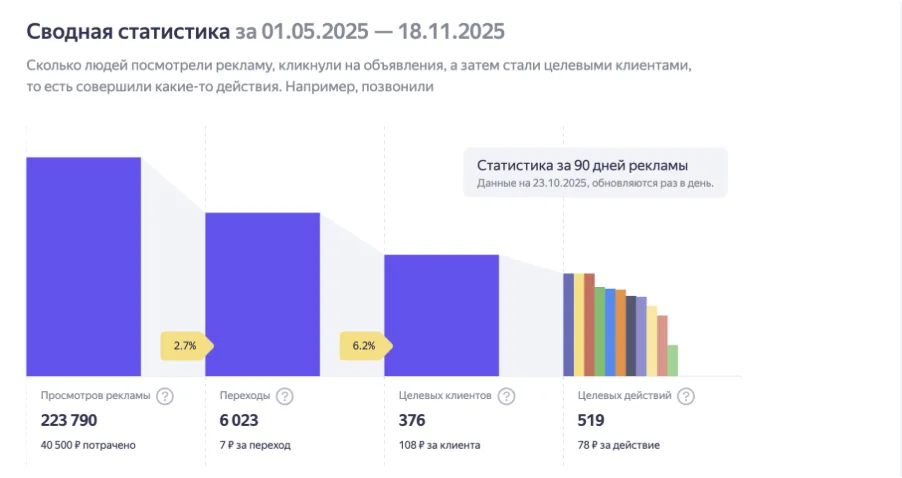 Сводная статистика за 01.05.2025 — 18.11.2025
Сколько людей посмотрели рекламу, кликнули на объявления, а затем стали целевыми клиентами,
то есть совершили какие-то действия. Например, позвонили
Статистика за 90 дней рекламы
Данные на 23.10.2025, обновляются раз в день.
2.7%
6.2%
Просмотров рекламы ?
223 790
40 500 ₽ потрачено
Переходы ?
6 023
7 ₽ за переход
Целевых клиентов ?
376
108 ₽ за клиента
Целевых действий ?
519
78 ₽ за действие